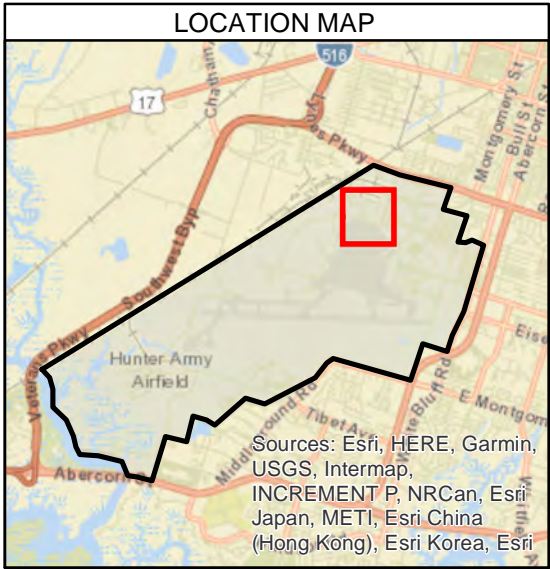 LOCATION MAP
516
17
Chatham
Lynes Pkwy
Montgomery St
Bull St
Abercorn St
Southwest Byp
Veterans Pkwy
Hunter Army
Airfield
Middleground Rd
White Bluff Rd
Eise
E Montgom
Tibet Ave
Abercorn
Whitfie
Sources: Esri, HERE, Garmin,
USGS, Intermap,
INCREMENT P, NRCan, Esri
Japan, METI, Esri China
(Hong Kong), Esri Korea, Esri